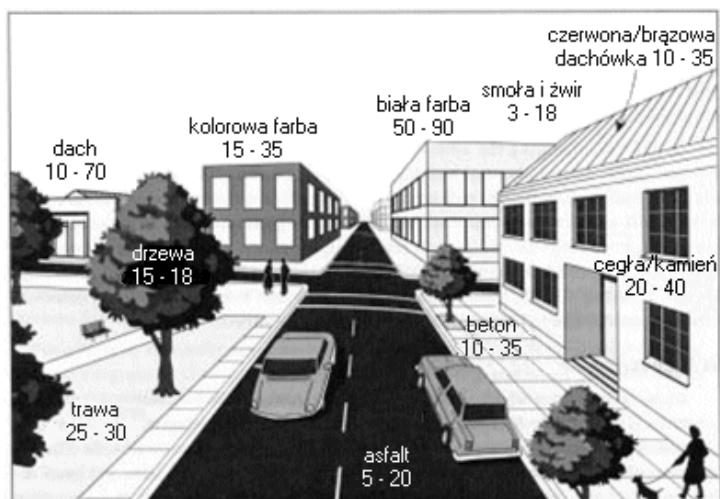 czerwona/brązowa
dachówka 10 - 35
smoła i żwir
3 - 18
biała farba
50 - 90
kolorowa farba
15 - 35
dach
10 - 70
drzewa
15 - 18
cegła/kamień
20 - 40
beton
10 - 35
trawa
25 - 30
asfalt
5 - 20